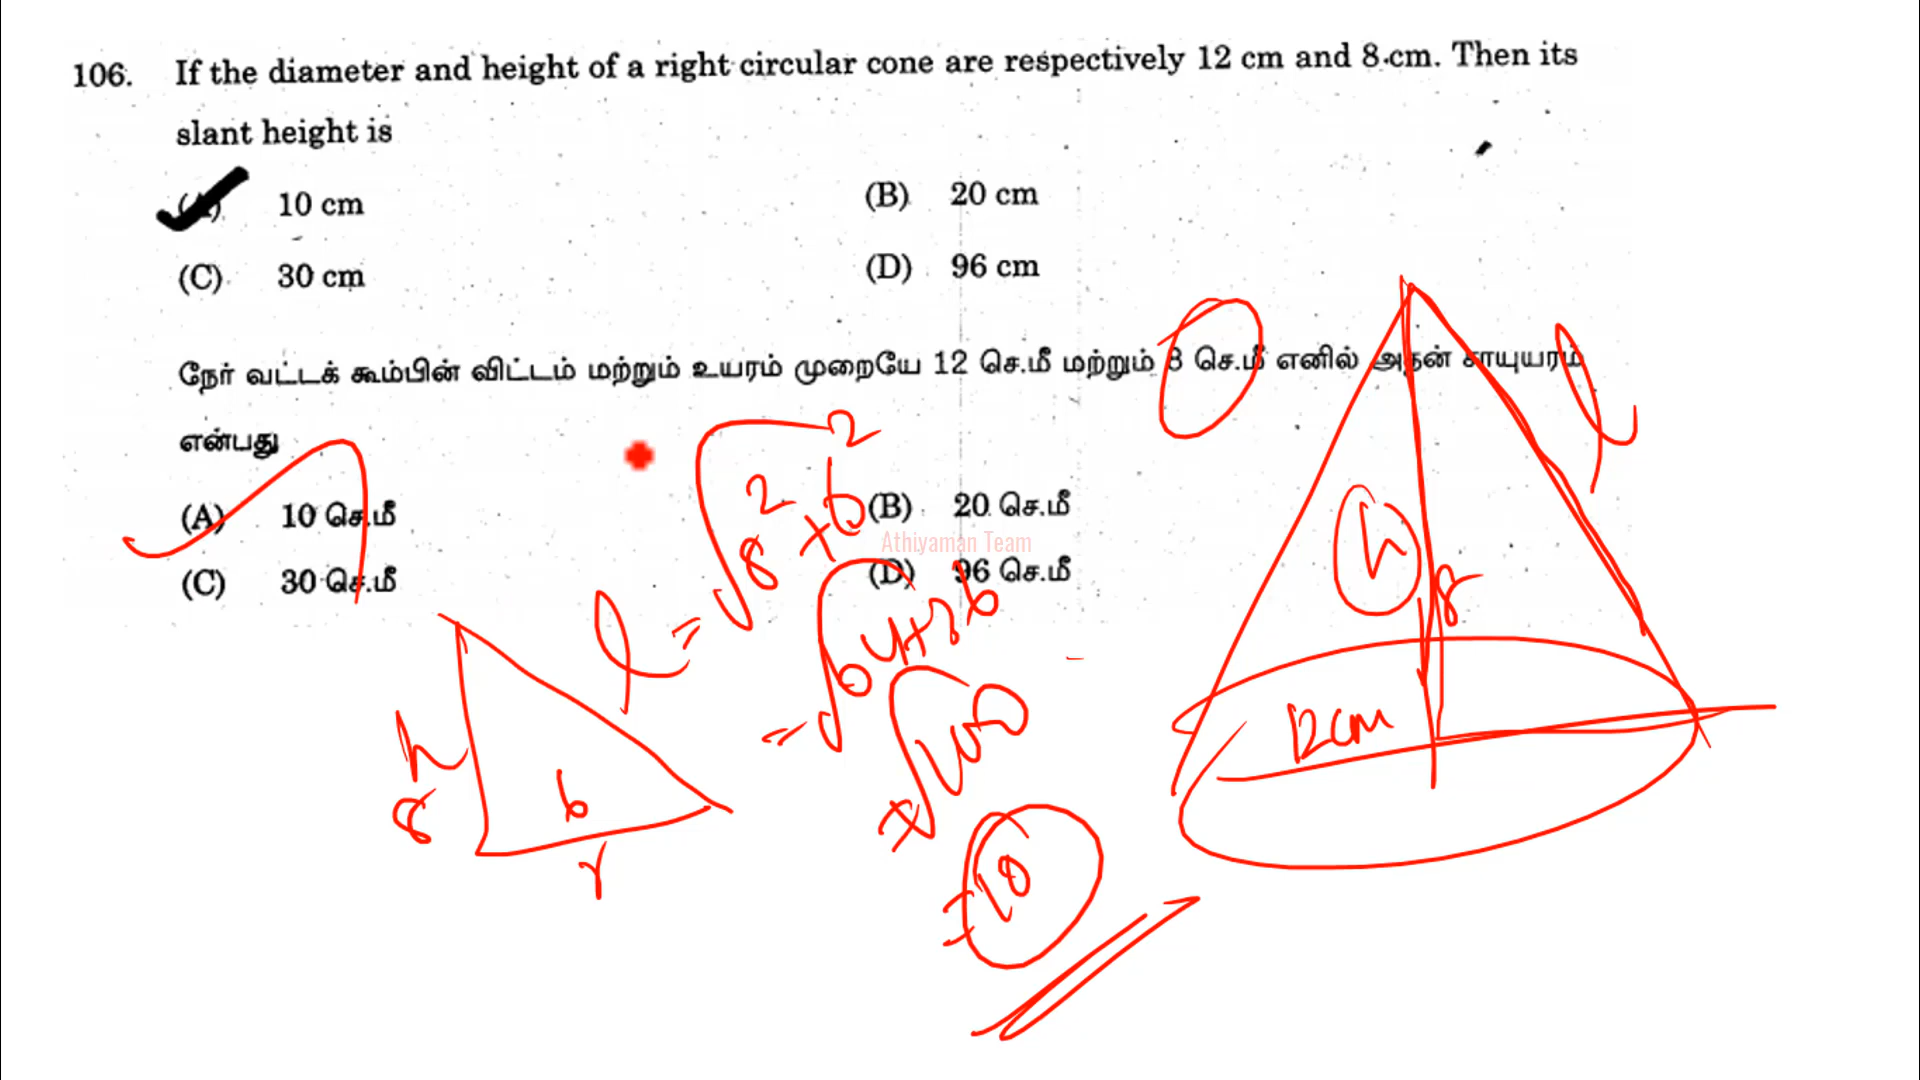 106. If the diameter and height of a right circular cone are respectively 12 cm and 8 cm. Then its
slant height is
(A) 10 cm (B) 20 cm
(C) 30 cm (D) 96 cm
நேர் வட்டக் கூம்பின் விட்டம் மற்றும் உயரம் முறையே 12 செ.மீ மற்றும் 8 செ.மீ எனில் அதன் சாயுயரம்
என்பது
(A) 10 செ.மீ (B) 20 செ.மீ
Athiyaman Team
(C) 30 செ.மீ (D) 96 செ.மீ
l = √8² + 6²
= √64+36
√100
=10
h
8
6
r
l
h
8
12cm